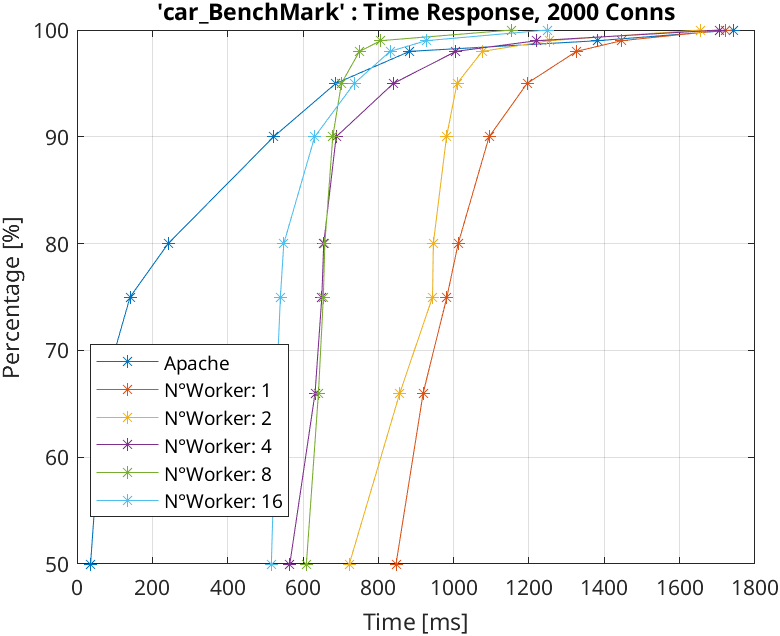 'car_BenchMark' : Time Response, 2000 Conns
100
90
80
70
60
50
Percentage [%]
Apache
N°Worker: 1
N°Worker: 2
N°Worker: 4
N°Worker: 8
N°Worker: 16
0 200 400 600 800 1000 1200 1400 1600 1800
Time [ms]